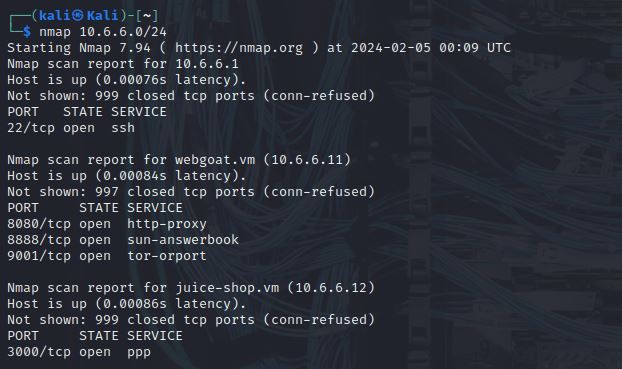 ┌──(kali㉿Kali)-[~]
└─$ nmap 10.6.6.0/24
Starting Nmap 7.94 ( https://nmap.org ) at 2024-02-05 00:09 UTC
Nmap scan report for 10.6.6.1
Host is up (0.00076s latency).
Not shown: 999 closed tcp ports (conn-refused)
PORT   STATE SERVICE
22/tcp open  ssh

Nmap scan report for webgoat.vm (10.6.6.11)
Host is up (0.00084s latency).
Not shown: 997 closed tcp ports (conn-refused)
PORT     STATE SERVICE
8080/tcp open  http-proxy
8888/tcp open  sun-answerbook
9001/tcp open  tor-orport

Nmap scan report for juice-shop.vm (10.6.6.12)
Host is up (0.00086s latency).
Not shown: 999 closed tcp ports (conn-refused)
PORT     STATE SERVICE
3000/tcp open  ppp